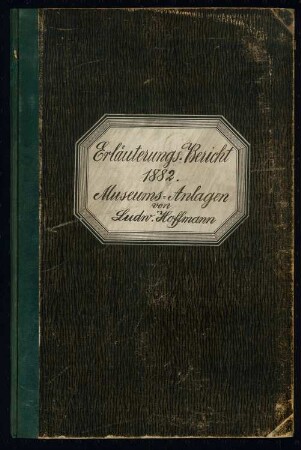 Erläuterungs-Bericht
1882.
Museums-Anlagen
von
Ludw. Hoffmann